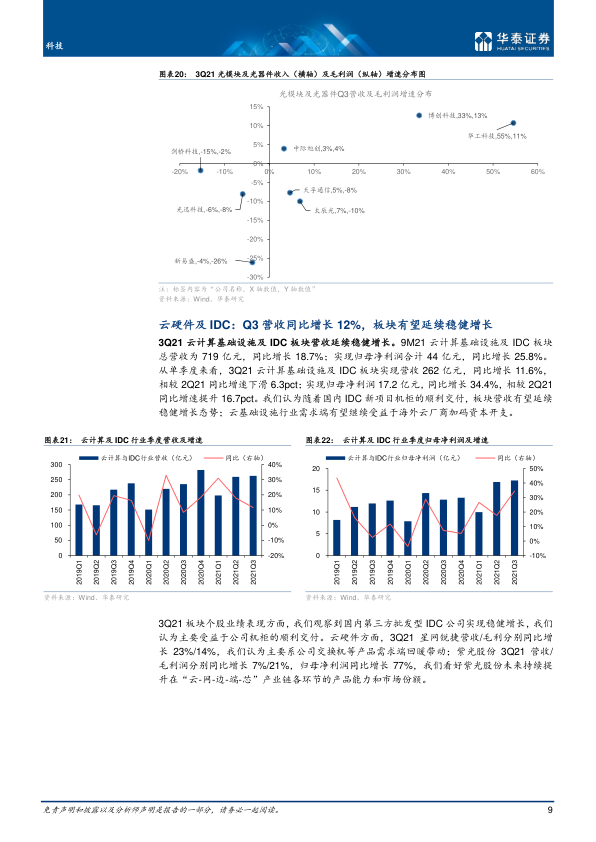 科技
华泰证券
HUATAI SECURITIES
图表20: 3Q21 光模块及光器件收入（横轴）及毛利润（纵轴）增速分布图
光模块及光器件Q3营收及毛利润增速分布
15%
博创科技,33%,13%
10%
华工科技,55%,11%
5%
剑桥科技,-15%,-2%
中际旭创,3%,4%
0%
-20% -10% 0% 10% 20% 30% 40% 50% 60%
-5%
天孚通信,5%,-8%
-10%
光迅科技,-6%,-8%
太辰光,7%,-10%
-15%
-20%
新易盛,-4%,-26%
-25%
-30%
注：标签内容为“公司名称，X 轴数值，Y 轴数值”
资料来源：Wind、华泰研究
云硬件及 IDC：Q3 营收同比增长 12%，板块有望延续稳健增长
3Q21 云计算基础设施及 IDC 板块营收延续稳健增长。9M21 云计算基础设施及 IDC 板块
总营收为 719 亿元，同比增长 18.7%；实现归母净利润合计 44 亿元，同比增长 25.8%。
从单季度来看，3Q21 云计算基础设施及 IDC 板块实现营收 262 亿元，同比增长 11.6%，
相较 2Q21 同比增速下滑 6.3pct；实现归母净利润 17.2 亿元，同比增长 34.4%，相较 2Q21
同比增速提升 16.7pct。我们认为随着国内 IDC 新项目机柜的顺利交付，板块营收有望延续
稳健增长态势；云基础设施行业需求端有望继续受益于海外云厂商加码资本开支。
图表21： 云计算及 IDC 行业季度营收及增速
云计算与IDC行业营收（亿元） 同比（右轴）
300 40%
250 30%
200 20%
150 10%
100 0%
50 -10%
0 -20%
2019Q1 2019Q2 2019Q3 2019Q4 2020Q1 2020Q2 2020Q3 2020Q4 2021Q1 2021Q2 2021Q3
资料来源：Wind、华泰研究
图表22： 云计算及 IDC 行业季度归母净利润及增速
云计算与IDC行业归母净利润（亿元） 同比（右轴）
20 50%
40%
15 30%
10 20%
10%
5 0%
0 -10%
2019Q1 2019Q2 2019Q3 2019Q4 2020Q1 2020Q2 2020Q3 2020Q4 2021Q1 2021Q2 2021Q3
资料来源：Wind、华泰研究
3Q21 板块个股业绩表现方面，我们观察到国内第三方批发型 IDC 公司实现稳健增长，我们
认为主要受益于公司机柜的顺利交付。云硬件方面，3Q21 星网锐捷营收/毛利分别同比增
长 23%/14%，我们认为主要系公司交换机等产品需求端回暖带动；紫光股份 3Q21 营收/
毛利润分别同比增长 7%/21%，归母净利润同比增长 77%，我们看好紫光股份未来持续提
升在“云-网-边-端-芯”产业链各环节的产品能力和市场份额。
免责声明和披露以及分析师声明是报告的一部分，请务必一起阅读。
9